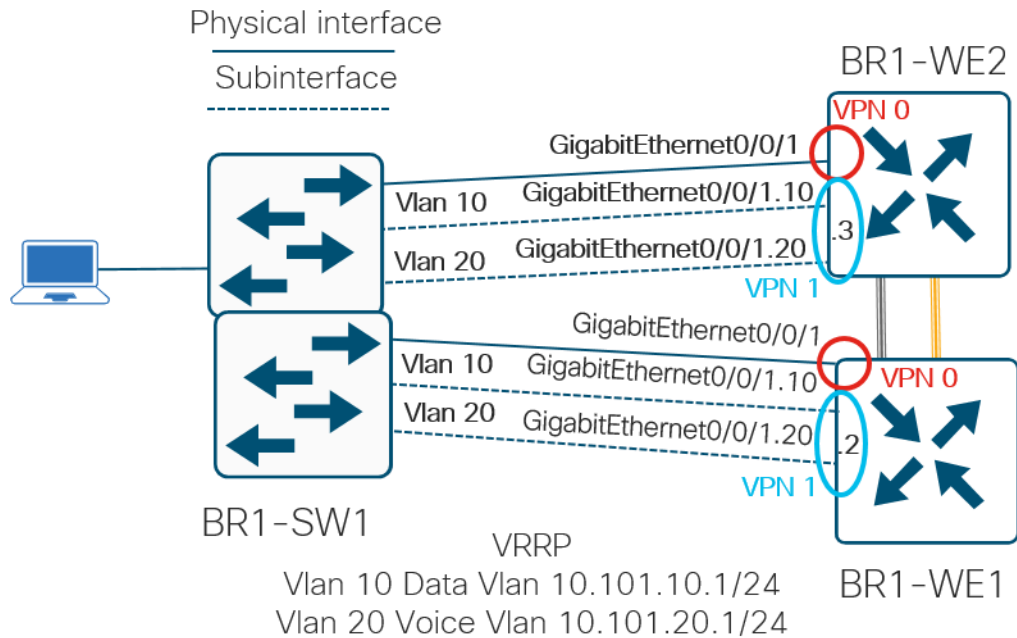 Physical interface
Subinterface
BR1-WE2
VPN 0
GigabitEthernet0/0/1
Vlan 10
GigabitEthernet0/0/1.10
.3
Vlan 20
GigabitEthernet0/0/1.20
VPN 1
GigabitEthernet0/0/1
Vlan 10
GigabitEthernet0/0/1.10
VPN 0
Vlan 20
GigabitEthernet0/0/1.20
.2
VPN 1
BR1-SW1
VRRP
Vlan 10 Data Vlan 10.101.10.1/24
BR1-WE1
Vlan 20 Voice Vlan 10.101.20.1/24